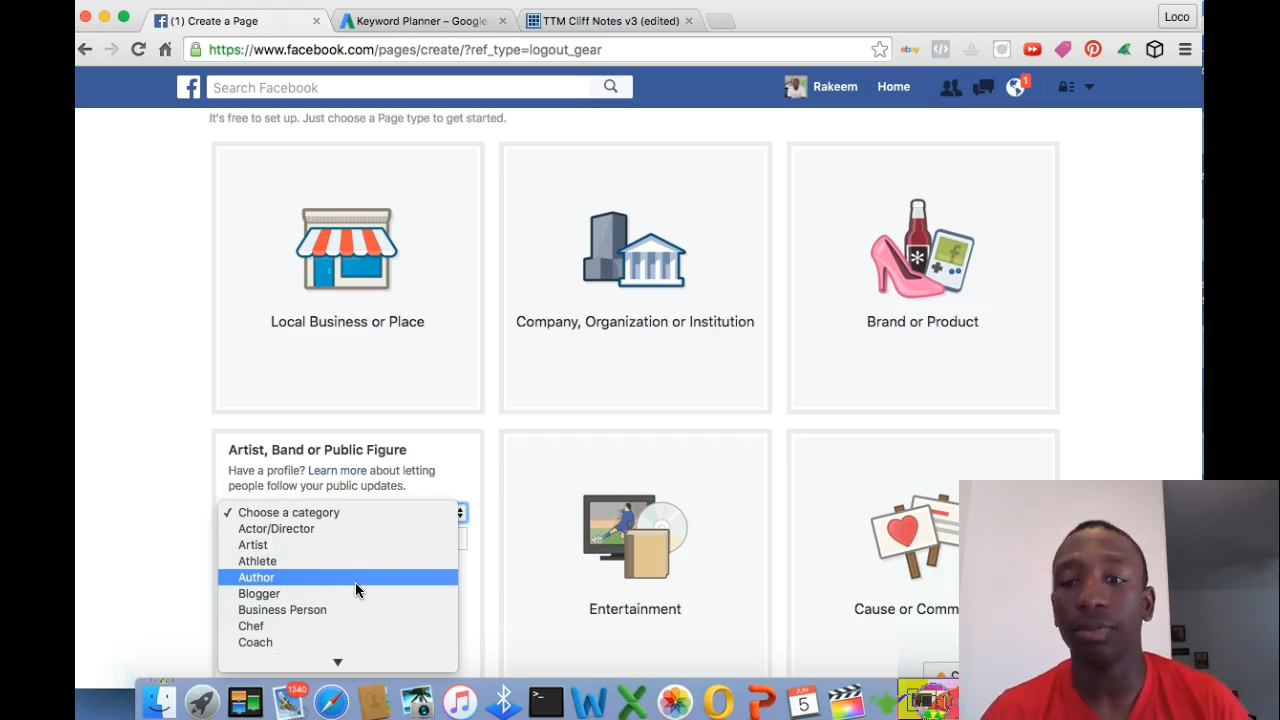 (1) Create a Page
Keyword Planner – Google
TTM Cliff Notes v3 (edited)
Loco
https://www.facebook.com/pages/create/?ref_type=logout_gear
ebay
Search Facebook
Rakeem
Home
1
It's free to set up. Just choose a Page type to get started.
Local Business or Place
Company, Organization or Institution
Brand or Product
Artist, Band or Public Figure
Have a profile? Learn more about letting
people follow your public updates.
✓ Choose a category
Actor/Director
Artist
Athlete
Author
Blogger
Business Person
Chef
Coach
Entertainment
Cause or Comm
1340
JUN
5